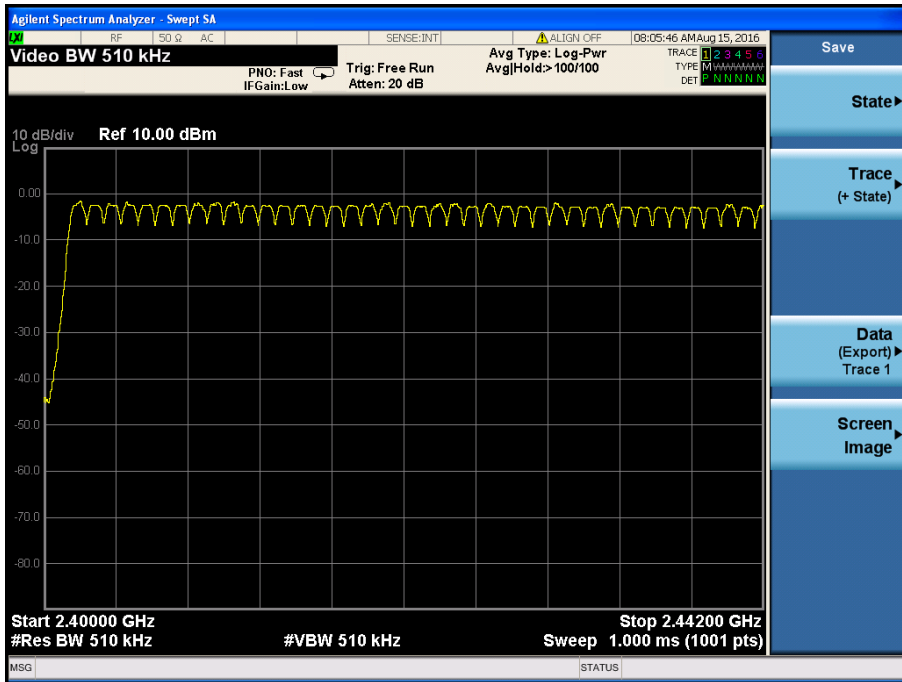 Agilent Spectrum Analyzer - Swept SA
LXI RF 50 Ω AC SENSE:INT ALIGN OFF 08:05:46 AM Aug 15, 2016
Video BW 510 kHz
PNO: Fast
IFGain:Low
Trig: Free Run
Atten: 20 dB
Avg Type: Log-Pwr
Avg|Hold:>100/100
TRACE 1 2 3 4 5 6
TYPE M WWWWW
DET P N N N N N
10 dB/div Ref 10.00 dBm
Log
0.00
-10.0
-20.0
-30.0
-40.0
-50.0
-60.0
-70.0
-80.0
Start 2.40000 GHz Stop 2.44200 GHz
#Res BW 510 kHz #VBW 510 kHz Sweep 1.000 ms (1001 pts)
MSG STATUS
Save
State
Trace
(+ State)
Data
(Export)
Trace 1
Screen
Image